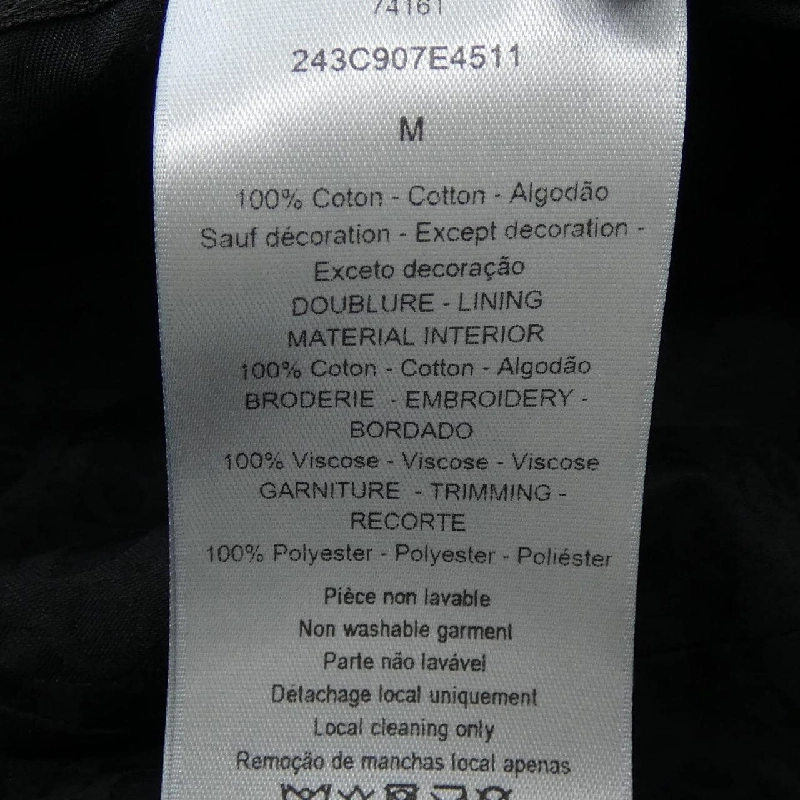 74161
243C907E4511
M
100% Coton - Cotton - Algodão
Sauf décoration - Except decoration -
Exceto decoração
DOUBLURE - LINING
MATERIAL INTERIOR
100% Coton - Cotton - Algodão
BRODERIE - EMBROIDERY -
BORDADO
100% Viscose - Viscose - Viscose
GARNITURE - TRIMMING -
RECORTE
100% Polyester - Polyester - Poliéster
Pièce non lavable
Non washable garment
Parte não lavável
Détachage local uniquement
Local cleaning only
Remoção de manchas local apenas